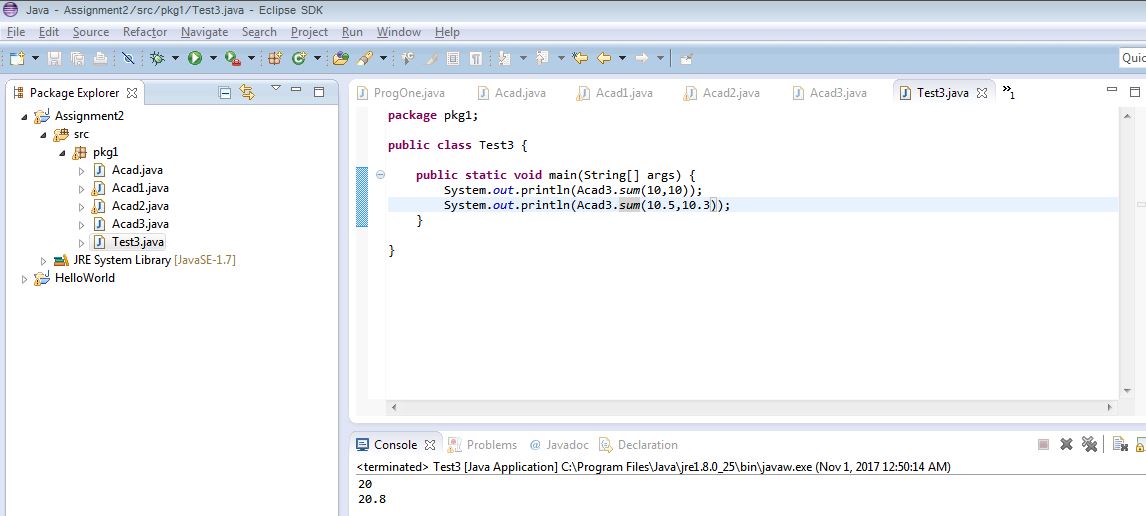 Java - Assignment2/src/pkg1/Test3.java - Eclipse SDK
File Edit Source Refactor Navigate Search Project Run Window Help
Quic
Package Explorer
ProgOne.java Acad.java Acad1.java Acad2.java Acad3.java Test3.java »1
Assignment2
src
pkg1
Acad.java
Acad1.java
Acad2.java
Acad3.java
Test3.java
JRE System Library [JavaSE-1.7]
HelloWorld
package pkg1;
public class Test3 {
public static void main(String[] args) {
System.out.println(Acad3.sum(10,10));
System.out.println(Acad3.sum(10.5,10.3));
}
}
Console Problems @ Javadoc Declaration
<terminated> Test3 [Java Application] C:\Program Files\Java\jre1.8.0_25\bin\javaw.exe (Nov 1, 2017 12:50:14 AM)
20
20.8